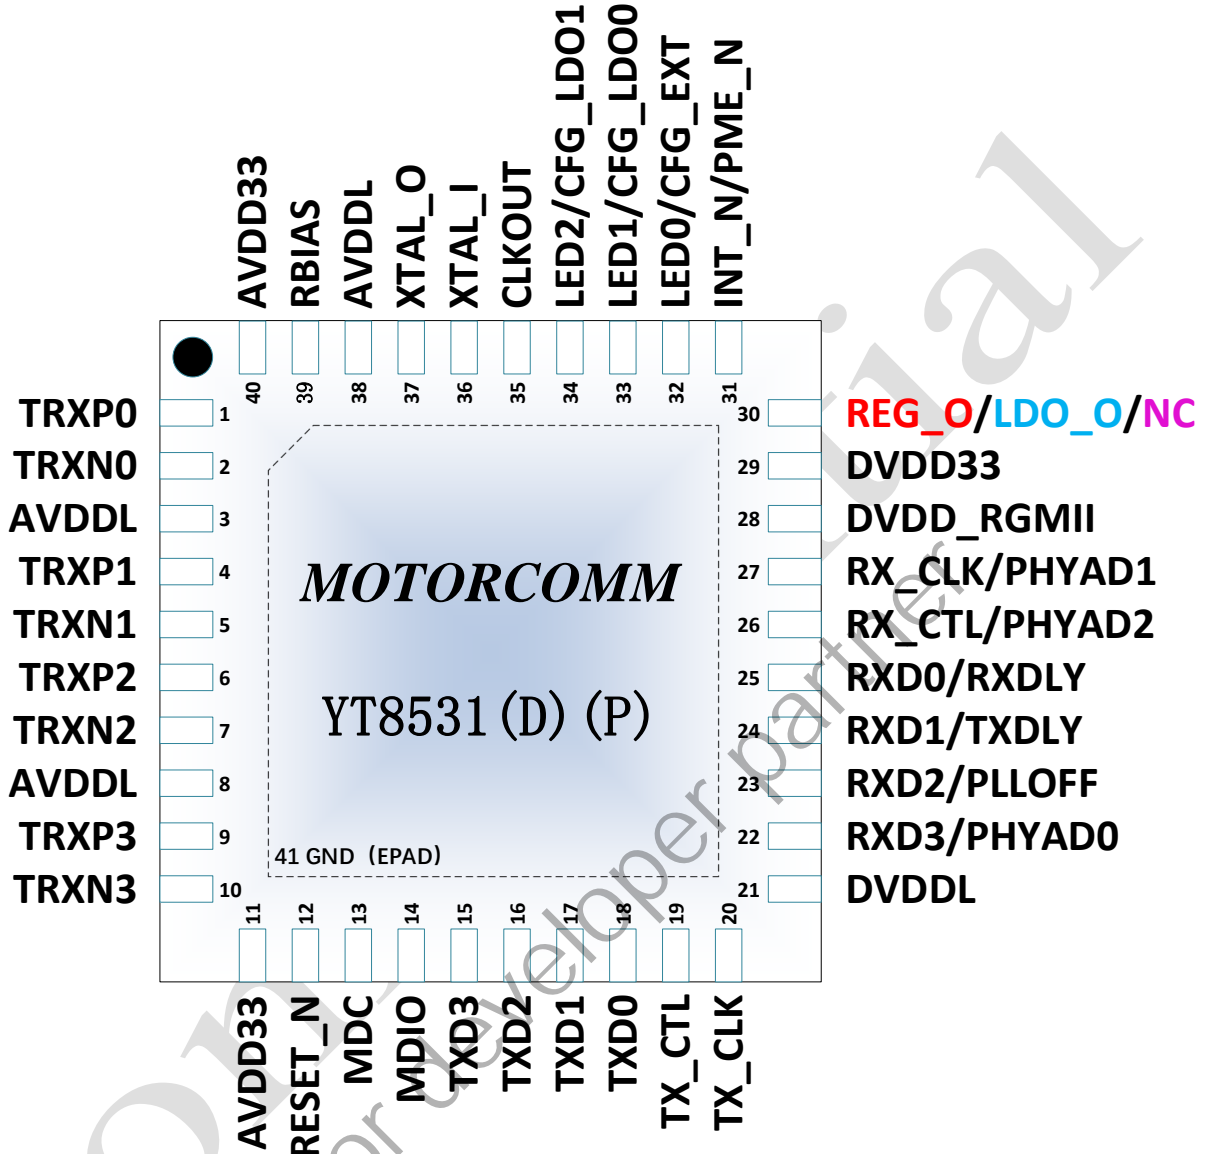 AVDD33
RBIAS
AVDDL
XTAL_O
XTAL_I
CLKOUT
LED2/CFG_LDO1
LED1/CFG_LDO0
LED0/CFG_EXT
INT_N/PME_N
40
39
38
37
36
35
34
33
32
31
TRXP0 1
TRXN0 2
AVDDL 3
TRXP1 4
TRXN1 5
TRXP2 6
TRXN2 7
AVDDL 8
TRXP3 9
TRXN3 10
MOTORCOMM
YT8531(D)(P)
41 GND (EPAD)
30 REG_O/LDO_O/NC
29 DVDD33
28 DVDD_RGMII
27 RX_CLK/PHYAD1
26 RX_CTL/PHYAD2
25 RXD0/RXDLY
24 RXD1/TXDLY
23 RXD2/PLLOFF
22 RXD3/PHYAD0
21 DVDDL
11
12
13
14
15
16
17
18
19
20
AVDD33
RESET_N
MDC
MDIO
TXD3
TXD2
TXD1
TXD0
TX_CTL
TX_CLK
developer partner